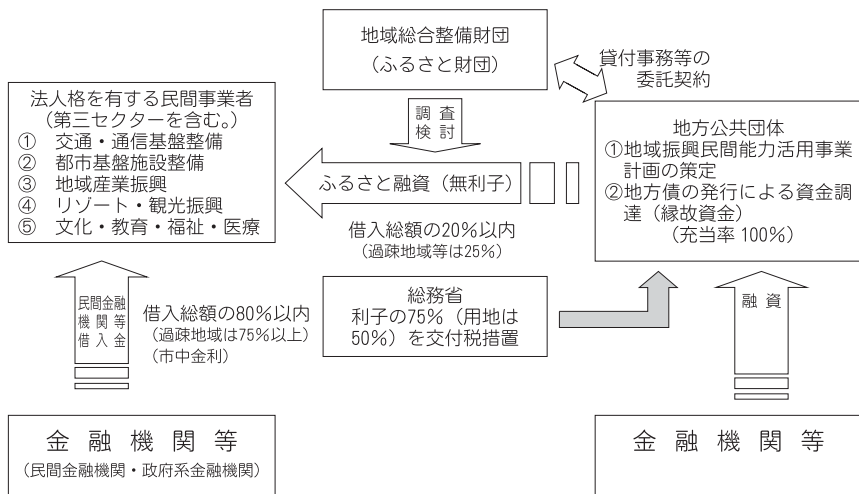 地域総合整備財団
（ふるさと財団）
貸付事務等の
委託契約
法人格を有する民間事業者
（第三セクターを含む。）
① 交通・通信基盤整備
② 都市基盤施設整備
③ 地域産業振興
④ リゾート・観光振興
⑤ 文化・教育・福祉・医療
調査
検討
ふるさと融資（無利子）
借入総額の20％以内
（過疎地域等は25％）
地方公共団体
①地域振興民間能力活用事業
計画の策定
②地方債の発行による資金調
達（縁故資金）
（充当率 100％）
民間金融
機関等
借入金
借入総額の80％以内
（過疎地域は75％以上）
（市中金利）
総務省
利子の75％（用地は
50％）を交付税措置
融資
金融機関等
（民間金融機関・政府系金融機関）
金融機関等